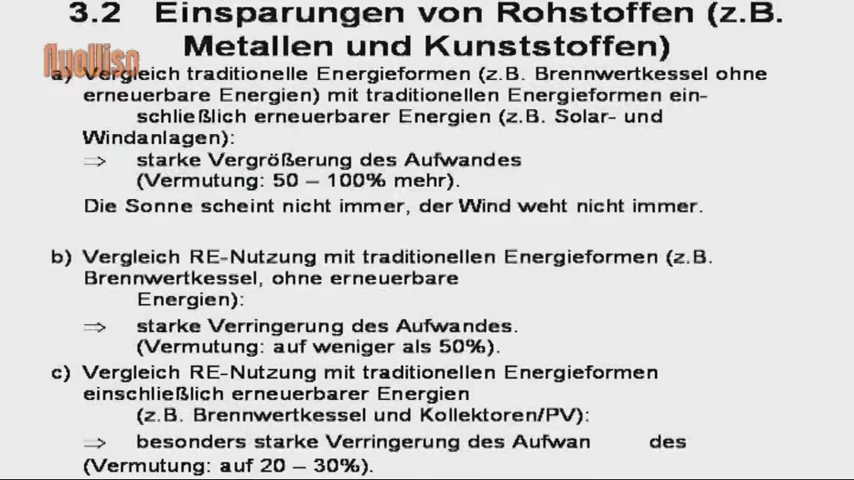 3.2 Einsparungen von Rohstoffen (z.B.
Metallen und Kunststoffen)
a) Vergleich traditionelle Energieformen (z.B. Brennwertkessel ohne
erneuerbare Energien) mit traditionellen Energieformen ein-
schließlich erneuerbarer Energien (z.B. Solar- und
Windanlagen):
⇒ starke Vergrößerung des Aufwandes
(Vermutung: 50 – 100% mehr).
Die Sonne scheint nicht immer, der Wind weht nicht immer.
b) Vergleich RE-Nutzung mit traditionellen Energieformen (z.B.
Brennwertkessel, ohne erneuerbare
Energien):
⇒ starke Verringerung des Aufwandes.
(Vermutung: auf weniger als 50%).
c) Vergleich RE-Nutzung mit traditionellen Energieformen
einschließlich erneuerbarer Energien
(z.B. Brennwertkessel und Kollektoren/PV):
⇒ besonders starke Verringerung des Aufwan des
(Vermutung: auf 20 – 30%).